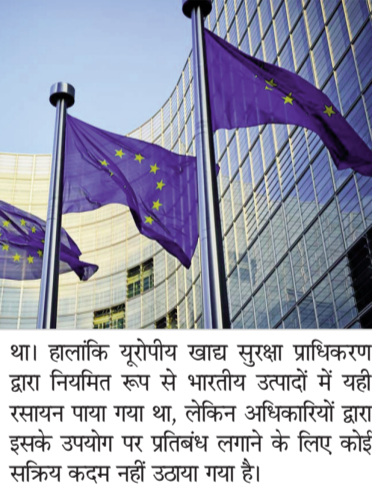 था। हालांकि यूरोपीय खाद्य सुरक्षा प्राधिकरण
द्वारा नियमित रूप से भारतीय उत्पादों में यही
रसायन पाया गया था, लेकिन अधिकारियों द्वारा
इसके उपयोग पर प्रतिबंध लगाने के लिए कोई
सक्रिय कदम नहीं उठाया गया है।